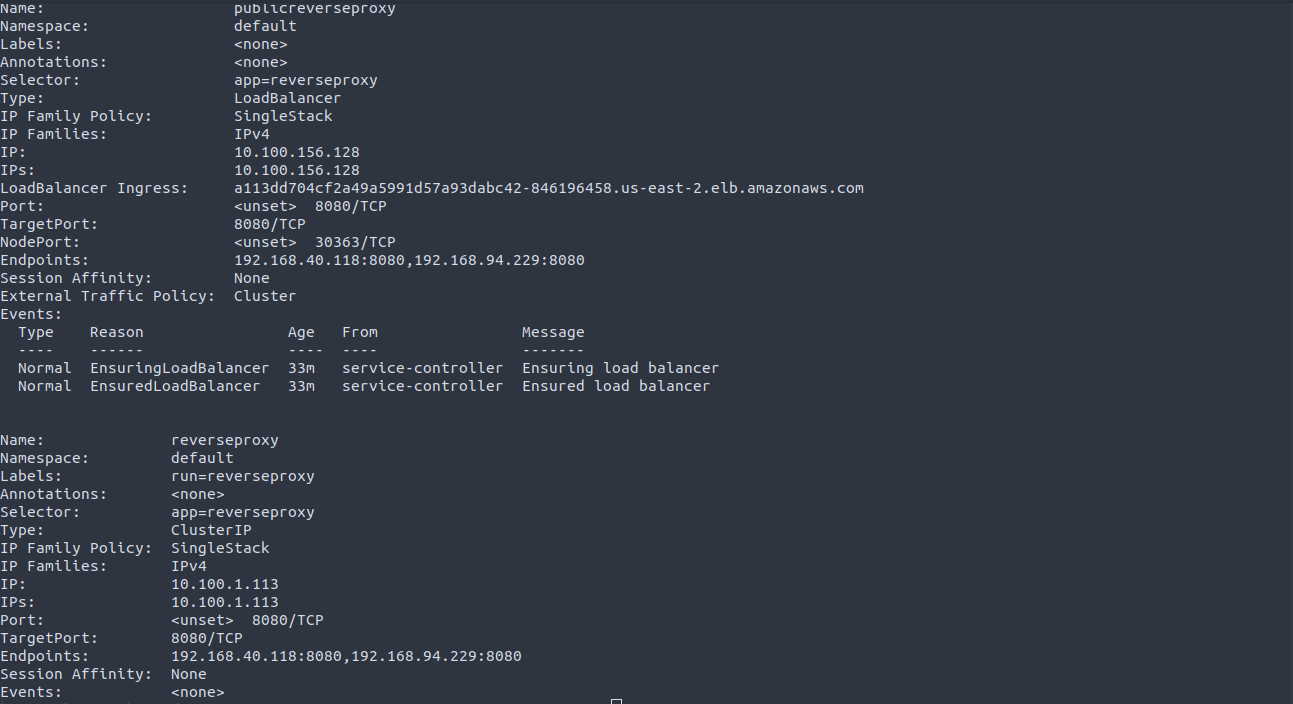 Name:                     publicreverseproxy
Namespace:                default
Labels:                   <none>
Annotations:              <none>
Selector:                 app=reverseproxy
Type:                     LoadBalancer
IP Family Policy:         SingleStack
IP Families:              IPv4
IP:                       10.100.156.128
IPs:                      10.100.156.128
LoadBalancer Ingress:     a113dd704cf2a49a5991d57a93dabc42-846196458.us-east-2.elb.amazonaws.com
Port:                     <unset>  8080/TCP
TargetPort:               8080/TCP
NodePort:                 <unset>  30363/TCP
Endpoints:                192.168.40.118:8080,192.168.94.229:8080
Session Affinity:         None
External Traffic Policy:  Cluster
Events:
  Type    Reason                Age   From                Message
  ----    ------                ----  ----                -------
  Normal  EnsuringLoadBalancer  33m   service-controller  Ensuring load balancer
  Normal  EnsuredLoadBalancer   33m   service-controller  Ensured load balancer
Name:              reverseproxy
Namespace:         default
Labels:            run=reverseproxy
Annotations:       <none>
Selector:          app=reverseproxy
Type:              ClusterIP
IP Family Policy:  SingleStack
IP Families:       IPv4
IP:                10.100.1.113
IPs:               10.100.1.113
Port:              <unset>  8080/TCP
TargetPort:        8080/TCP
Endpoints:         192.168.40.118:8080,192.168.94.229:8080
Session Affinity:  None
Events:            <none>